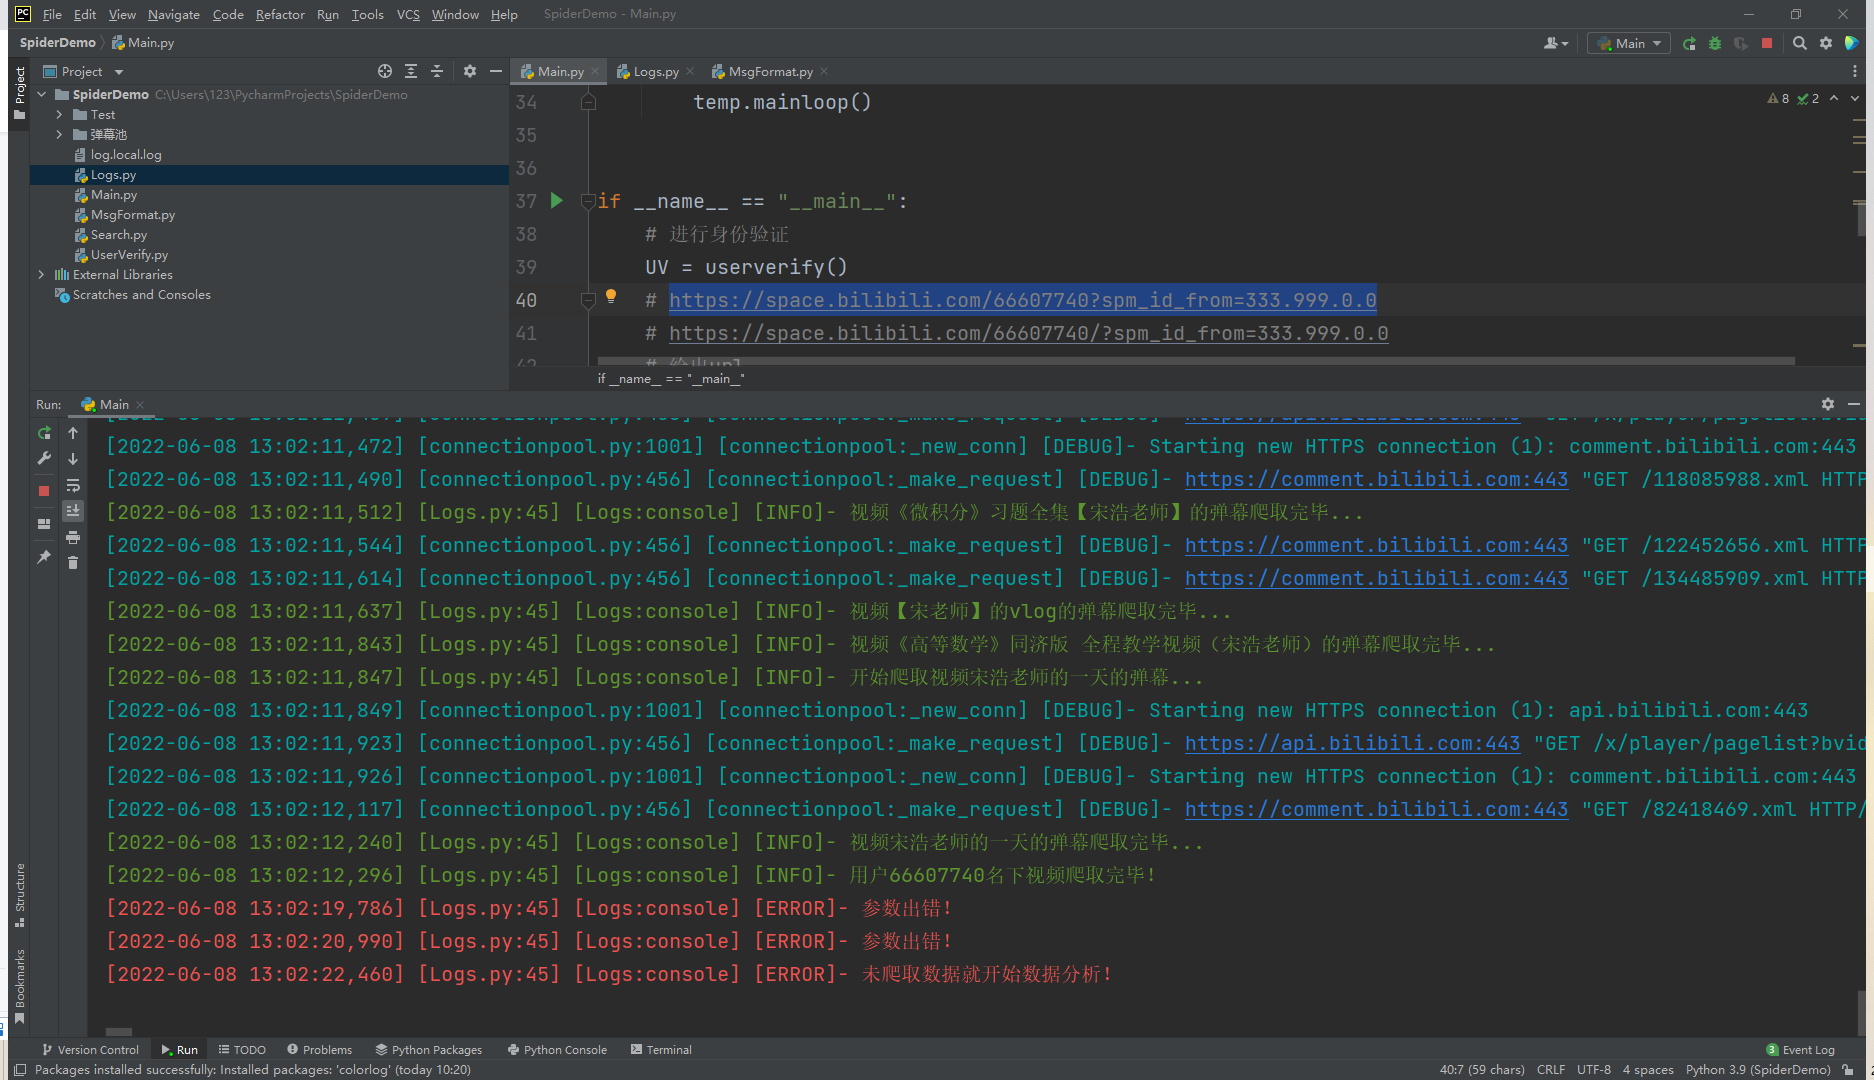 PC File Edit View Navigate Code Refactor Run Tools VCS Window Help SpiderDemo - Main.py
SpiderDemo Main.py Main
Project
Project
SpiderDemo C:\Users\123\PycharmProjects\SpiderDemo
Test
弹幕池
log.local.log
Logs.py
Main.py
MsgFormat.py
Search.py
UserVerify.py
External Libraries
Scratches and Consoles
Main.py Logs.py MsgFormat.py
8 2
34 temp.mainloop()
35
36
37 if __name__ == "__main__":
38 # 进行身份验证
39 UV = userverify()
40 # https://space.bilibili.com/66607740?spm_id_from=333.999.0.0
41 # https://space.bilibili.com/66607740/?spm_id_from=333.999.0.0
if __name__ == "__main__"
Run: Main
[2022-06-08 13:02:11,472] [connectionpool.py:1001] [connectionpool:_new_conn] [DEBUG]- Starting new HTTPS connection (1): comment.bilibili.com:443
[2022-06-08 13:02:11,490] [connectionpool.py:456] [connectionpool:_make_request] [DEBUG]- https://comment.bilibili.com:443 "GET /118085988.xml HTTP
[2022-06-08 13:02:11,512] [Logs.py:45] [Logs:console] [INFO]- 视频《微积分》习题全集【宋浩老师】的弹幕爬取完毕...
[2022-06-08 13:02:11,544] [connectionpool.py:456] [connectionpool:_make_request] [DEBUG]- https://comment.bilibili.com:443 "GET /122452656.xml HTTP
[2022-06-08 13:02:11,614] [connectionpool.py:456] [connectionpool:_make_request] [DEBUG]- https://comment.bilibili.com:443 "GET /134485909.xml HTTP
[2022-06-08 13:02:11,637] [Logs.py:45] [Logs:console] [INFO]- 视频【宋老师】的vlog的弹幕爬取完毕...
[2022-06-08 13:02:11,843] [Logs.py:45] [Logs:console] [INFO]- 视频《高等数学》同济版 全程教学视频（宋浩老师）的弹幕爬取完毕...
[2022-06-08 13:02:11,847] [Logs.py:45] [Logs:console] [INFO]- 开始爬取视频宋浩老师的一天的弹幕...
[2022-06-08 13:02:11,849] [connectionpool.py:1001] [connectionpool:_new_conn] [DEBUG]- Starting new HTTPS connection (1): api.bilibili.com:443
[2022-06-08 13:02:11,923] [connectionpool.py:456] [connectionpool:_make_request] [DEBUG]- https://api.bilibili.com:443 "GET /x/player/pagelist?bvid
[2022-06-08 13:02:11,926] [connectionpool.py:1001] [connectionpool:_new_conn] [DEBUG]- Starting new HTTPS connection (1): comment.bilibili.com:443
[2022-06-08 13:02:12,117] [connectionpool.py:456] [connectionpool:_make_request] [DEBUG]- https://comment.bilibili.com:443 "GET /82418469.xml HTTP/
[2022-06-08 13:02:12,240] [Logs.py:45] [Logs:console] [INFO]- 视频宋浩老师的一天的弹幕爬取完毕...
[2022-06-08 13:02:12,296] [Logs.py:45] [Logs:console] [INFO]- 用户66607740名下视频爬取完毕！
[2022-06-08 13:02:19,786] [Logs.py:45] [Logs:console] [ERROR]- 参数出错！
[2022-06-08 13:02:20,990] [Logs.py:45] [Logs:console] [ERROR]- 参数出错！
[2022-06-08 13:02:22,460] [Logs.py:45] [Logs:console] [ERROR]- 未爬取数据就开始数据分析！
Structure
Bookmarks
Version Control Run TODO Problems Python Packages Python Console Terminal 3 Event Log
Packages installed successfully: Installed packages: 'colorlog' (today 10:20) 40:7 (59 chars) CRLF UTF-8 4 spaces Python 3.9 (SpiderDemo)